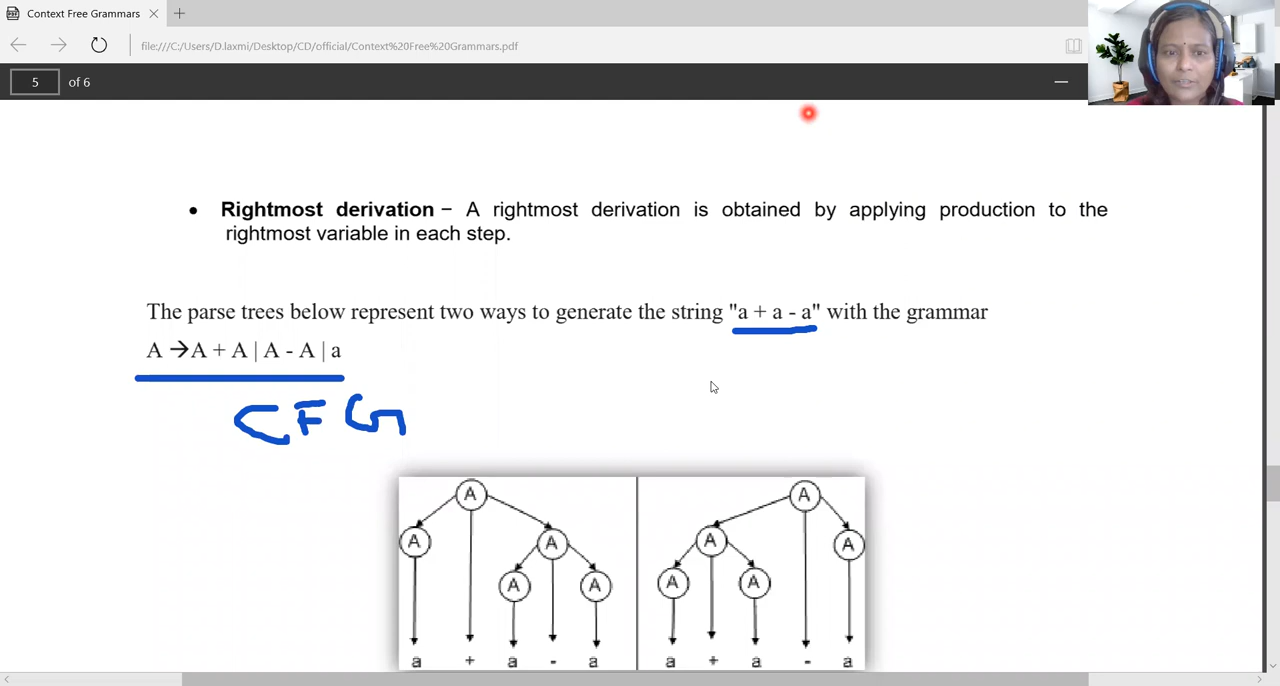 Context Free Grammars
file:///C:/Users/D.laxmi/Desktop/CD/official/Context%20Free%20Grammars.pdf
5 of 6
• Rightmost derivation − A rightmost derivation is obtained by applying production to the
rightmost variable in each step.
The parse trees below represent two ways to generate the string "a + a - a" with the grammar
A →A + A | A - A | a
CFG
A A
A A A A
A A A A
a + a - a a + a - a